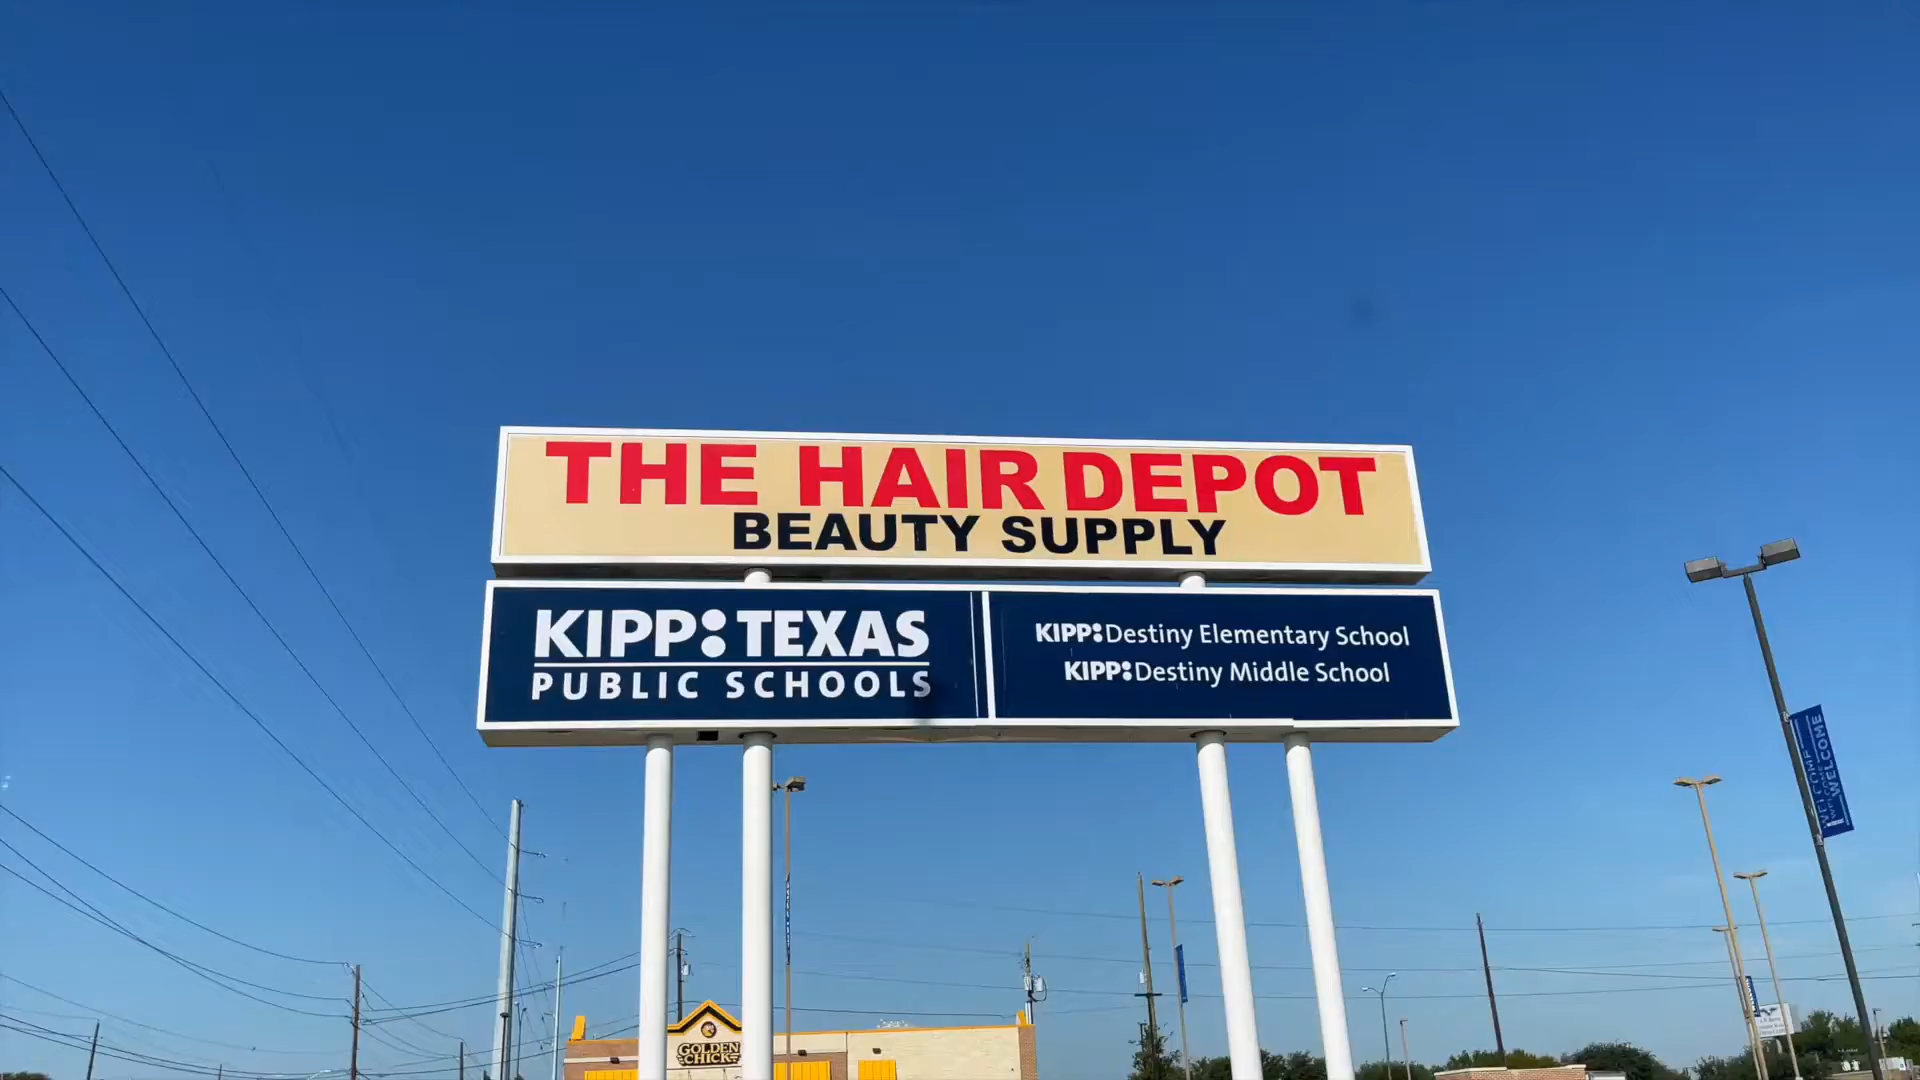 THE HAIR DEPOT
BEAUTY SUPPLY
KIPP:TEXAS
PUBLIC SCHOOLS
KIPP:Destiny Elementary School
KIPP:Destiny Middle School
WELCOME
GOLDEN
CHICK